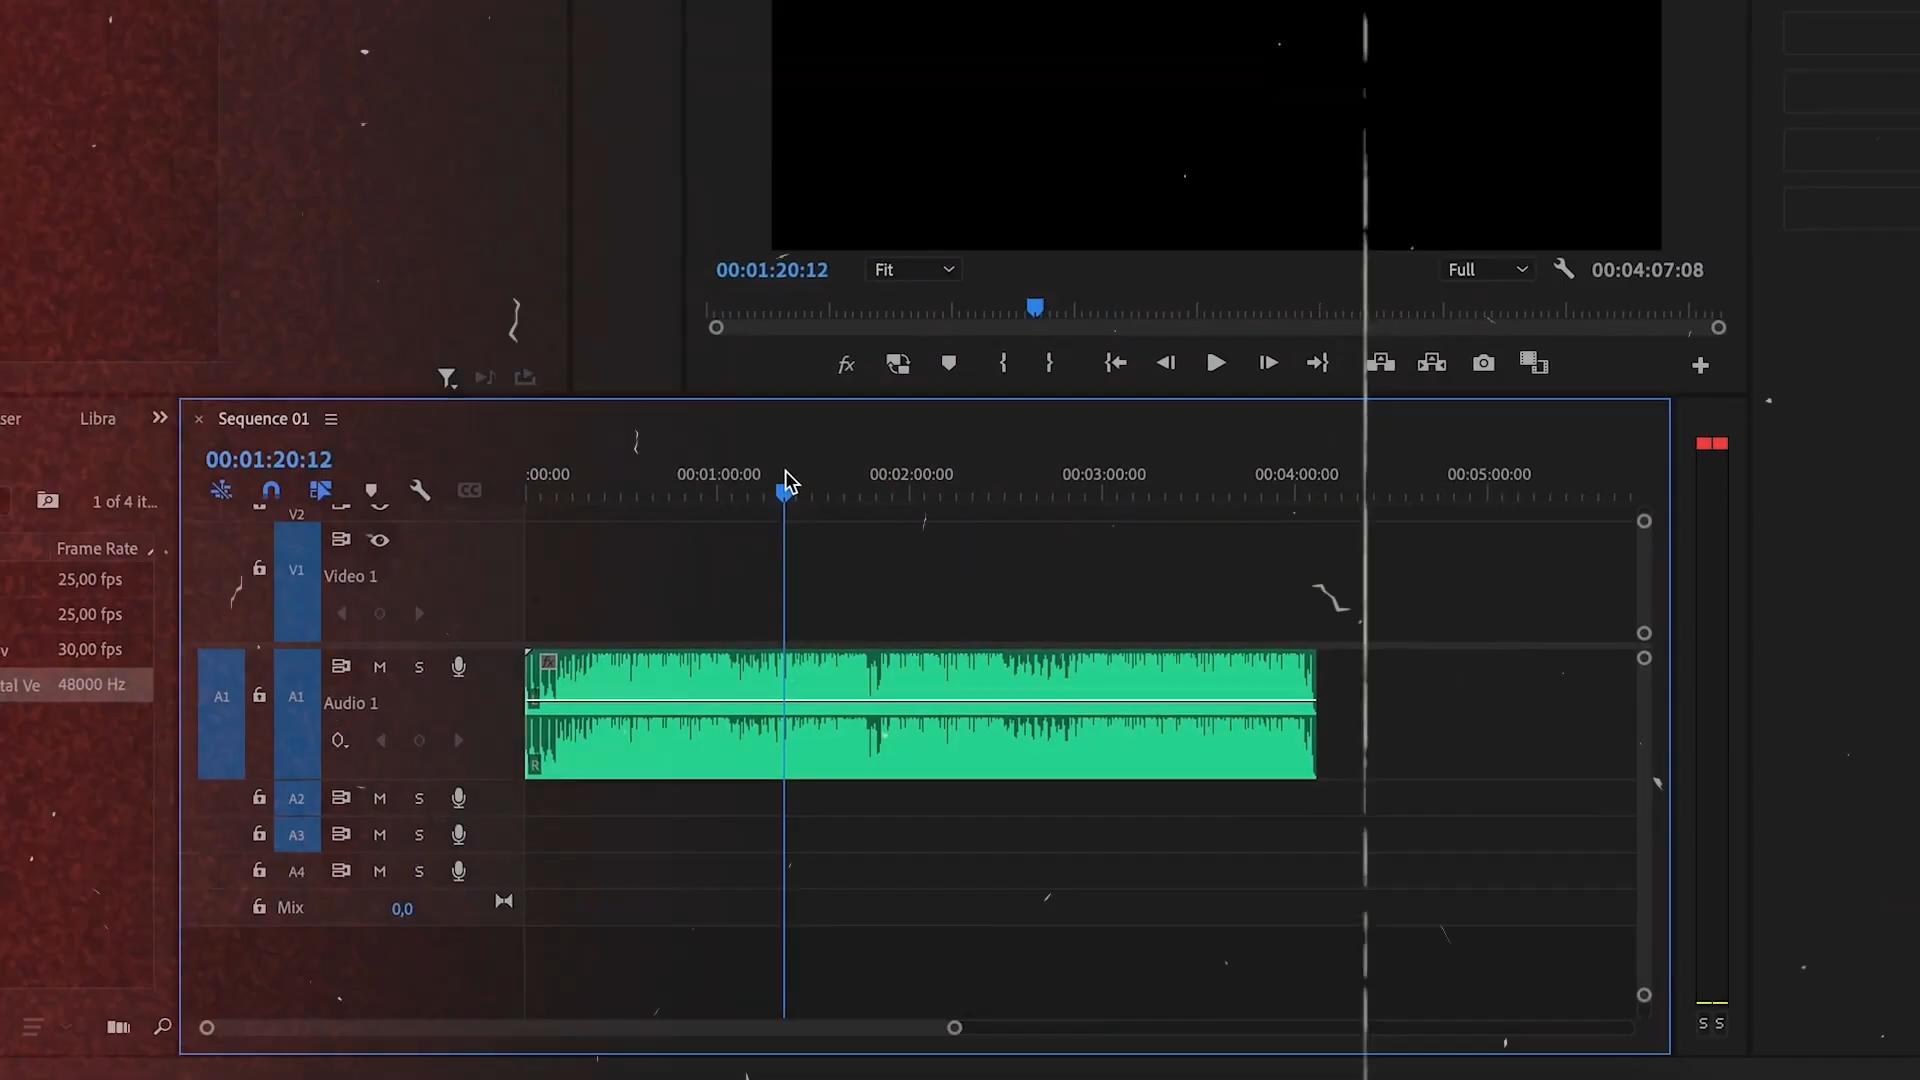 00:01:20:12 Fit Full 00:04:07:08
fx
ser Libra Sequence 01
00:01:20:12
:00:00 00:01:00:00 00:02:00:00 00:03:00:00 00:04:00:00 00:05:00:00
CC
1 of 4 it...
V2
Frame Rate
25,00 fps
V1 Video 1
25,00 fps
v 30,00 fps
tal Ve 48000 Hz
A1 A1 M S
Audio 1
fx
L
R
A2 M S
A3 M S
A4 M S
Mix 0,0
S S